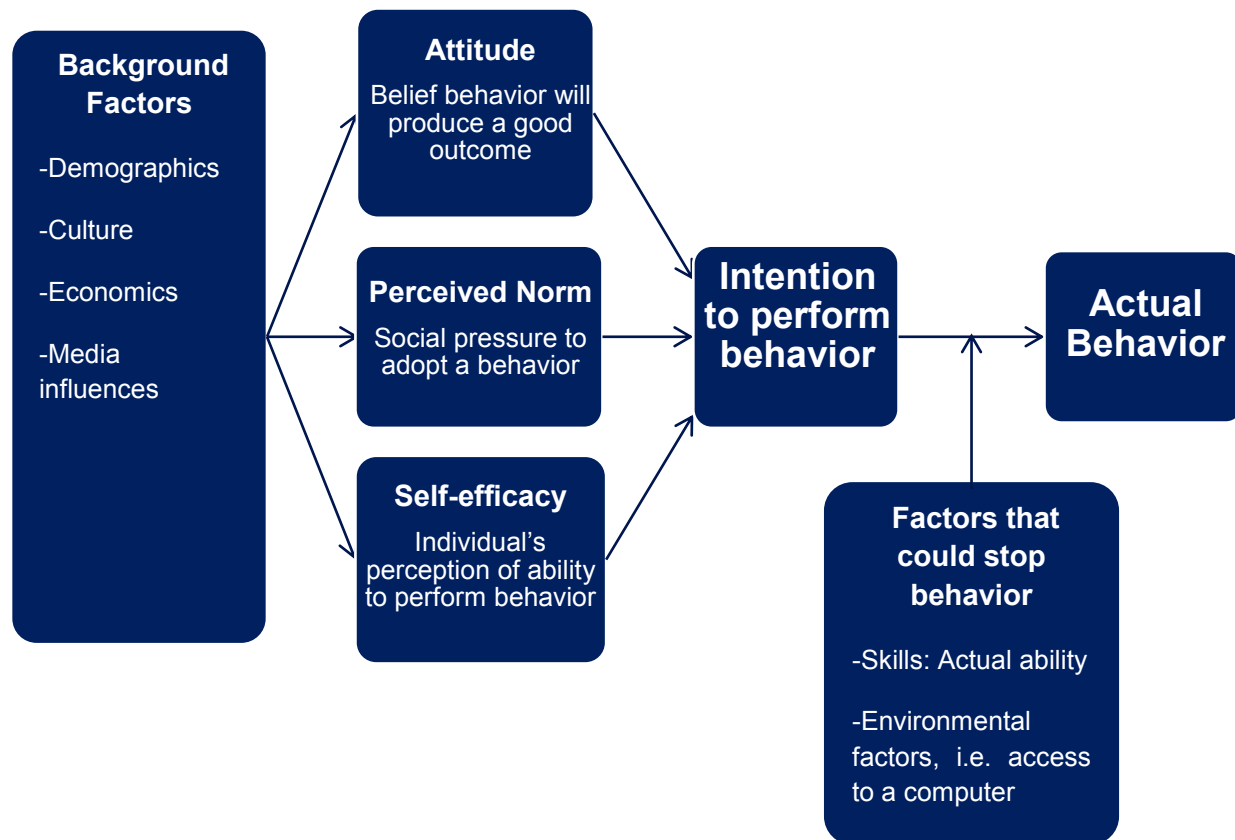 Background
Factors
-Demographics
-Culture
-Economics
-Media
influences
Attitude
Belief behavior will
produce a good
outcome
Perceived Norm
Social pressure to
adopt a behavior
Self-efficacy
Individual's
perception of ability
to perform behavior
Intention
to perform
behavior
Actual
Behavior
Factors that
could stop
behavior
-Skills: Actual ability
-Environmental
factors, i.e. access
to a computer